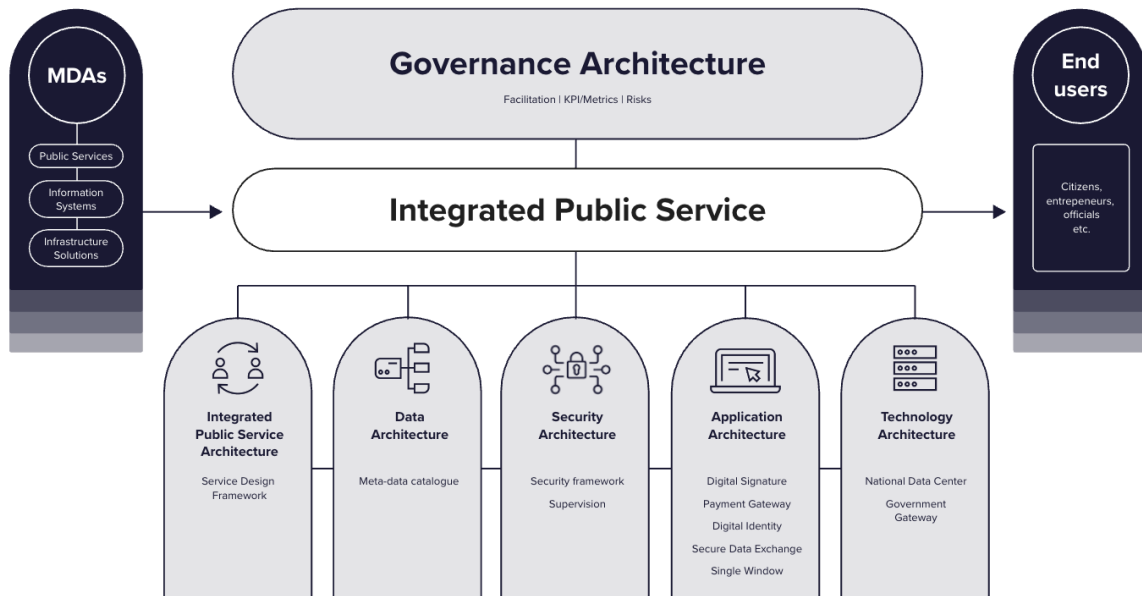 MDAs
Public Services
Information
Systems
Infrastructure
Solutions
Governance Architecture
Facilitation | KPI/Metrics | Risks
Integrated Public Service
End
users
Citizens,
entrepeneurs,
officials
etc.
Integrated
Public Service
Architecture
Service Design
Framework
Data
Architecture
Meta-data catalogue
Security
Architecture
Security framework
Supervision
Application
Architecture
Digital Signature
Payment Gateway
Digital Identity
Secure Data Exchange
Single Window
Technology
Architecture
National Data Center
Government
Gateway